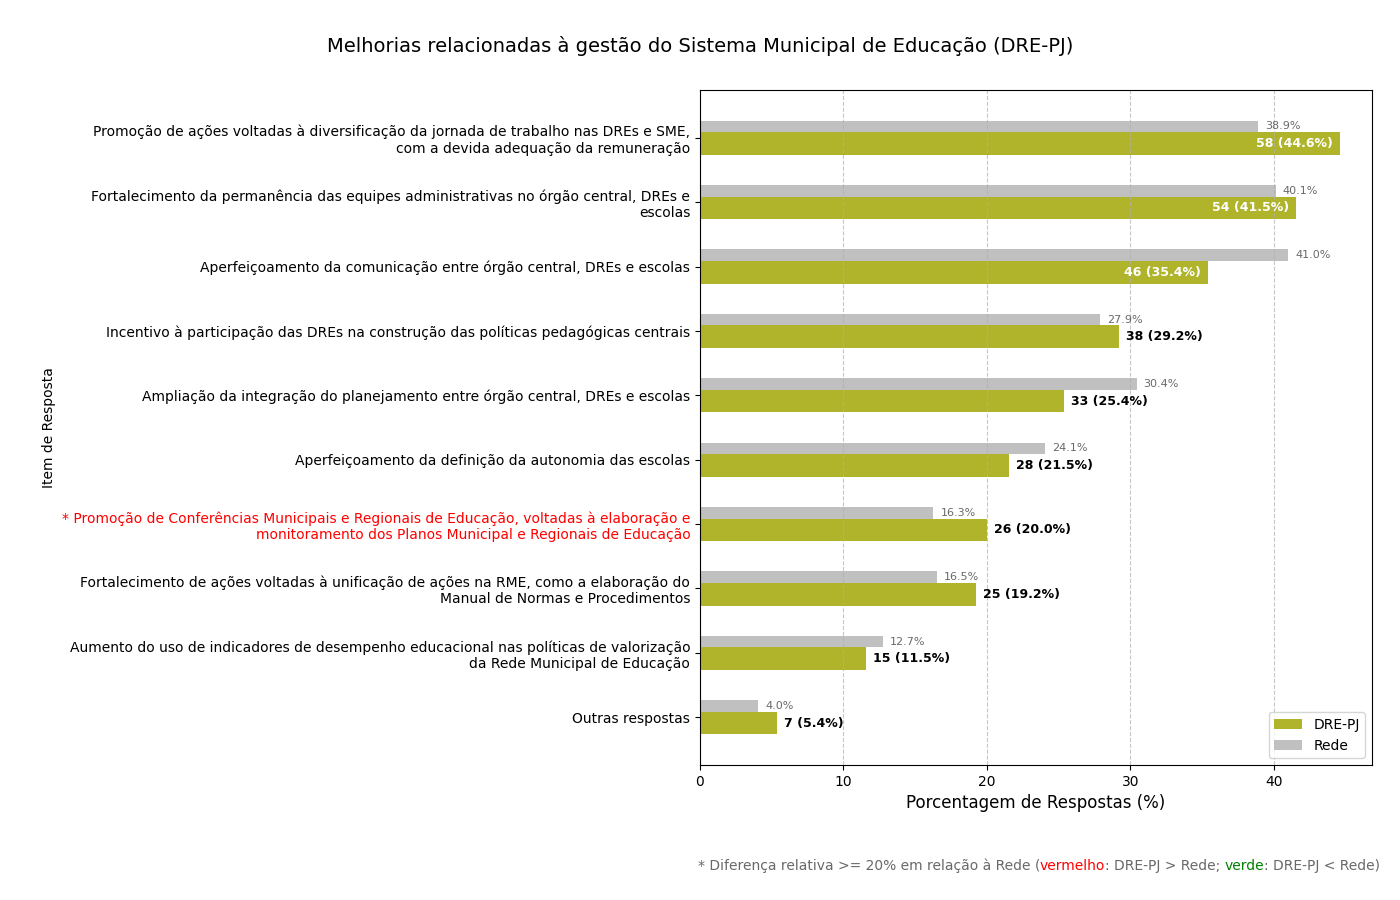 Melhorias relacionadas à gestão do Sistema Municipal de Educação (DRE-PJ)
Promoção de ações voltadas à diversificação da jornada de trabalho nas DREs e SME,
com a devida adequação da remuneração
38.9%
58 (44.6%)
Fortalecimento da permanência das equipes administrativas no órgão central, DREs e
escolas
40.1%
54 (41.5%)
Aperfeiçoamento da comunicação entre órgão central, DREs e escolas
41.0%
46 (35.4%)
Incentivo à participação das DREs na construção das políticas pedagógicas centrais
27.9%
38 (29.2%)
Ampliação da integração do planejamento entre órgão central, DREs e escolas
30.4%
33 (25.4%)
Aperfeiçoamento da definição da autonomia das escolas
24.1%
28 (21.5%)
* Promoção de Conferências Municipais e Regionais de Educação, voltadas à elaboração e
monitoramento dos Planos Municipal e Regionais de Educação
16.3%
26 (20.0%)
Fortalecimento de ações voltadas à unificação de ações na RME, como a elaboração do
Manual de Normas e Procedimentos
16.5%
25 (19.2%)
Aumento do uso de indicadores de desempenho educacional nas políticas de valorização
da Rede Municipal de Educação
12.7%
15 (11.5%)
Outras respostas
4.0%
7 (5.4%)
Item de Resposta
DRE-PJ
Rede
0 10 20 30 40
Porcentagem de Respostas (%)
* Diferença relativa >= 20% em relação à Rede (vermelho: DRE-PJ > Rede; verde: DRE-PJ < Rede)